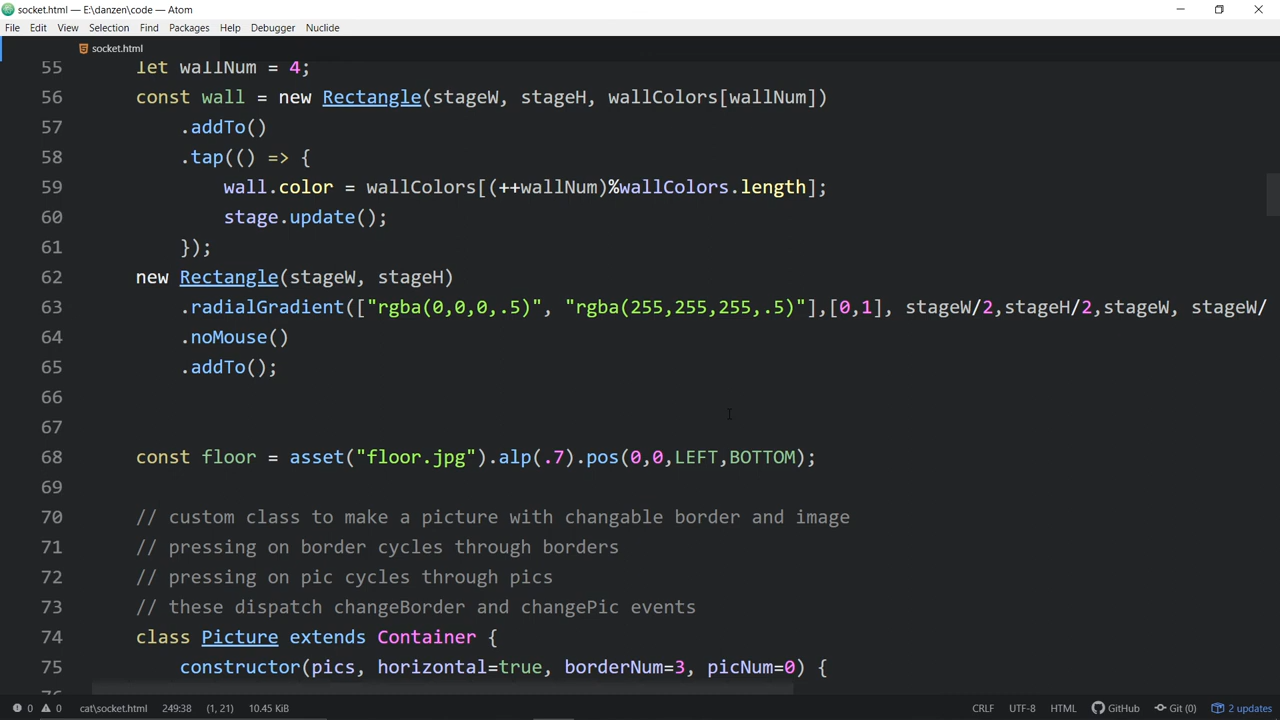 socket.html — E:\danzen\code — Atom
File Edit View Selection Find Packages Help Debugger Nuclide
socket.html
55 let wallNum = 4;
56 const wall = new Rectangle(stageW, stageH, wallColors[wallNum])
57 .addTo()
58 .tap(() => {
59 wall.color = wallColors[(++wallNum)%wallColors.length];
60 stage.update();
61 });
62 new Rectangle(stageW, stageH)
63 .radialGradient(["rgba(0,0,0,.5)", "rgba(255,255,255,.5)"],[0,1], stageW/2,stageH/2,stageW, stageW/
64 .noMouse()
65 .addTo();
66
67
68 const floor = asset("floor.jpg").alp(.7).pos(0,0,LEFT,BOTTOM);
69
70 // custom class to make a picture with changable border and image
71 // pressing on border cycles through borders
72 // pressing on pic cycles through pics
73 // these dispatch changeBorder and changePic events
74 class Picture extends Container {
75 constructor(pics, horizontal=true, borderNum=3, picNum=0) {
0 0 cat\socket.html 249:38 (1, 21) 10.45 KiB CRLF UTF-8 HTML GitHub Git (0) 2 updates